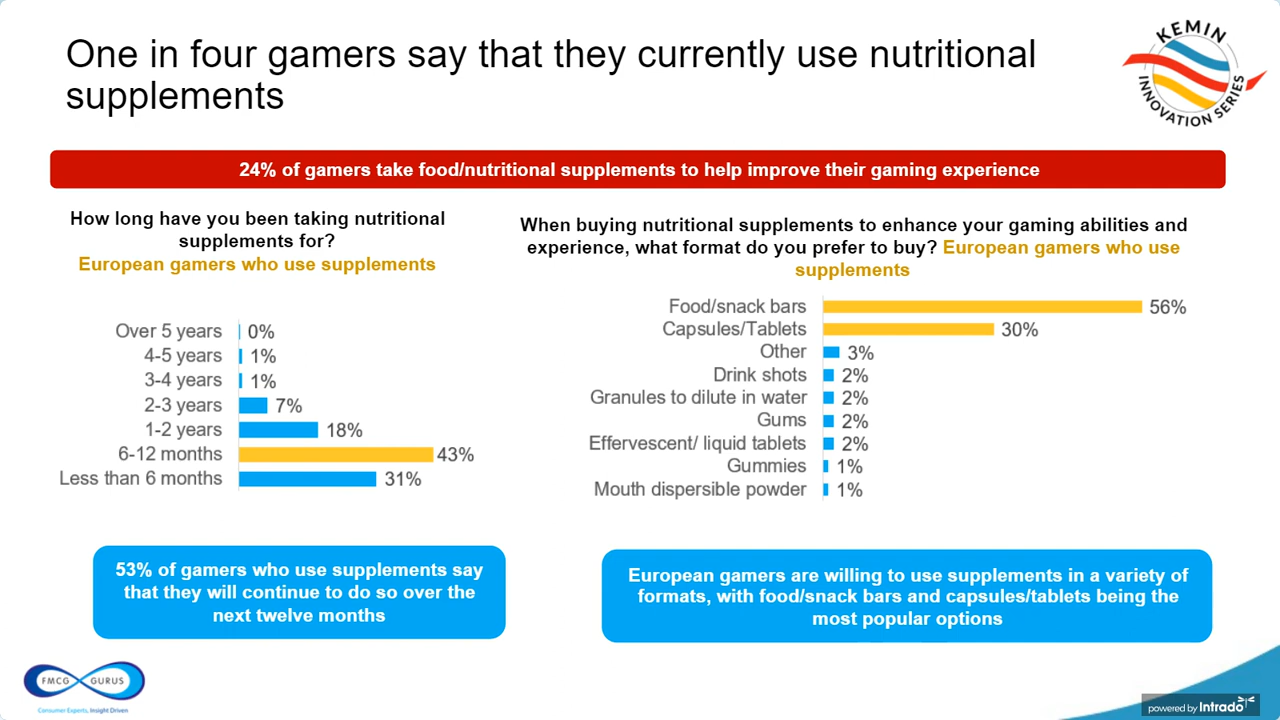 One in four gamers say that they currently use nutritional
supplements
KEMIN
INNOVATION SERIES
24% of gamers take food/nutritional supplements to help improve their gaming experience
How long have you been taking nutritional
supplements for?
European gamers who use supplements
Over 5 years 0%
4-5 years 1%
3-4 years 1%
2-3 years 7%
1-2 years 18%
6-12 months 43%
Less than 6 months 31%
53% of gamers who use supplements say
that they will continue to do so over the
next twelve months
When buying nutritional supplements to enhance your gaming abilities and
experience, what format do you prefer to buy? European gamers who use
supplements
Food/snack bars 56%
Capsules/Tablets 30%
Other 3%
Drink shots 2%
Granules to dilute in water 2%
Gums 2%
Effervescent/ liquid tablets 2%
Gummies 1%
Mouth dispersible powder 1%
European gamers are willing to use supplements in a variety of
formats, with food/snack bars and capsules/tablets being the
most popular options
FMCG GURUS
Consumer Experts, Insight Driven
powered by Intrado